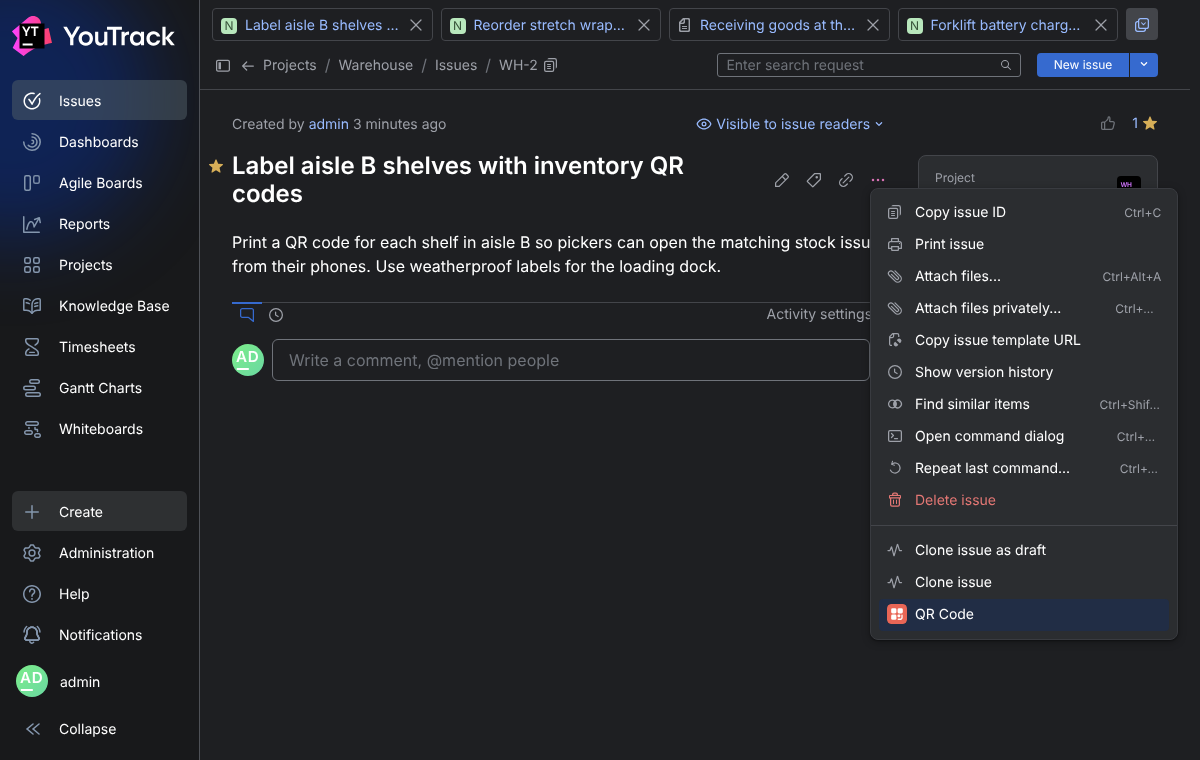 YT YouTrack
Issues
Dashboards
Agile Boards
Reports
Projects
Knowledge Base
Timesheets
Gantt Charts
Whiteboards
Create
Administration
Help
Notifications
AD admin
Collapse
N Label aisle B shelves ...
N Reorder stretch wrap...
Receiving goods at th...
N Forklift battery charg...
Projects / Warehouse / Issues / WH-2
Enter search request
New issue
Created by admin 3 minutes ago
Visible to issue readers
1
Label aisle B shelves with inventory QR
codes
Print a QR code for each shelf in aisle B so pickers can open the matching stock issu
from their phones. Use weatherproof labels for the loading dock.
Activity settings
AD
Write a comment, @mention people
Project
WH
Copy issue ID Ctrl+C
Print issue
Attach files... Ctrl+Alt+A
Attach files privately... Ctrl+...
Copy issue template URL
Show version history
Find similar items Ctrl+Shif...
Open command dialog Ctrl+...
Repeat last command... Ctrl+...
Delete issue
Clone issue as draft
Clone issue
QR Code